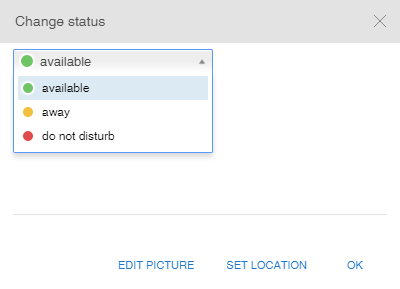 Change status
available
available
away
do not disturb
EDIT PICTURE SET LOCATION OK